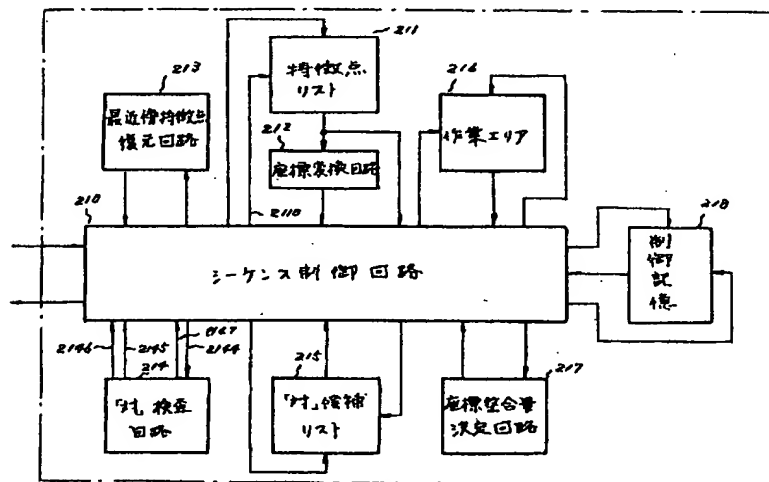 211
特徴点
リスト
213
最近傍特徴点
復元回路
216
作業エリア
212
座標変換回路
210
2110
218
シーケンス制御回路
制御記憶
2146
2145
214
2147
2144
「対」検査
回路
215
「対」候補
リスト
217
座標整合量
決定回路